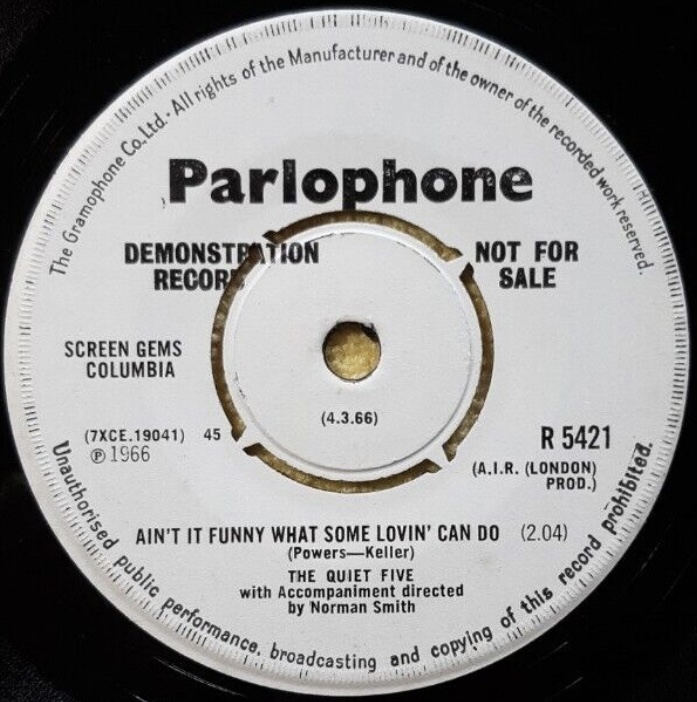 The Gramophone Co. Ltd. · All rights of the Manufacturer and of the owner of the recorded work reserved.
Parlophone
DEMONSTRATION RECORD
NOT FOR SALE
SCREEN GEMS
COLUMBIA
(4.3.66)
(7XCE.19041) 45
Ⓟ 1966
R 5421
(A.I.R. (LONDON)
PROD.)
AIN'T IT FUNNY WHAT SOME LOVIN' CAN DO (2.04)
(Powers—Keller)
THE QUIET FIVE
with Accompaniment directed
by Norman Smith
Unauthorised public performance, broadcasting and copying of this record prohibited.